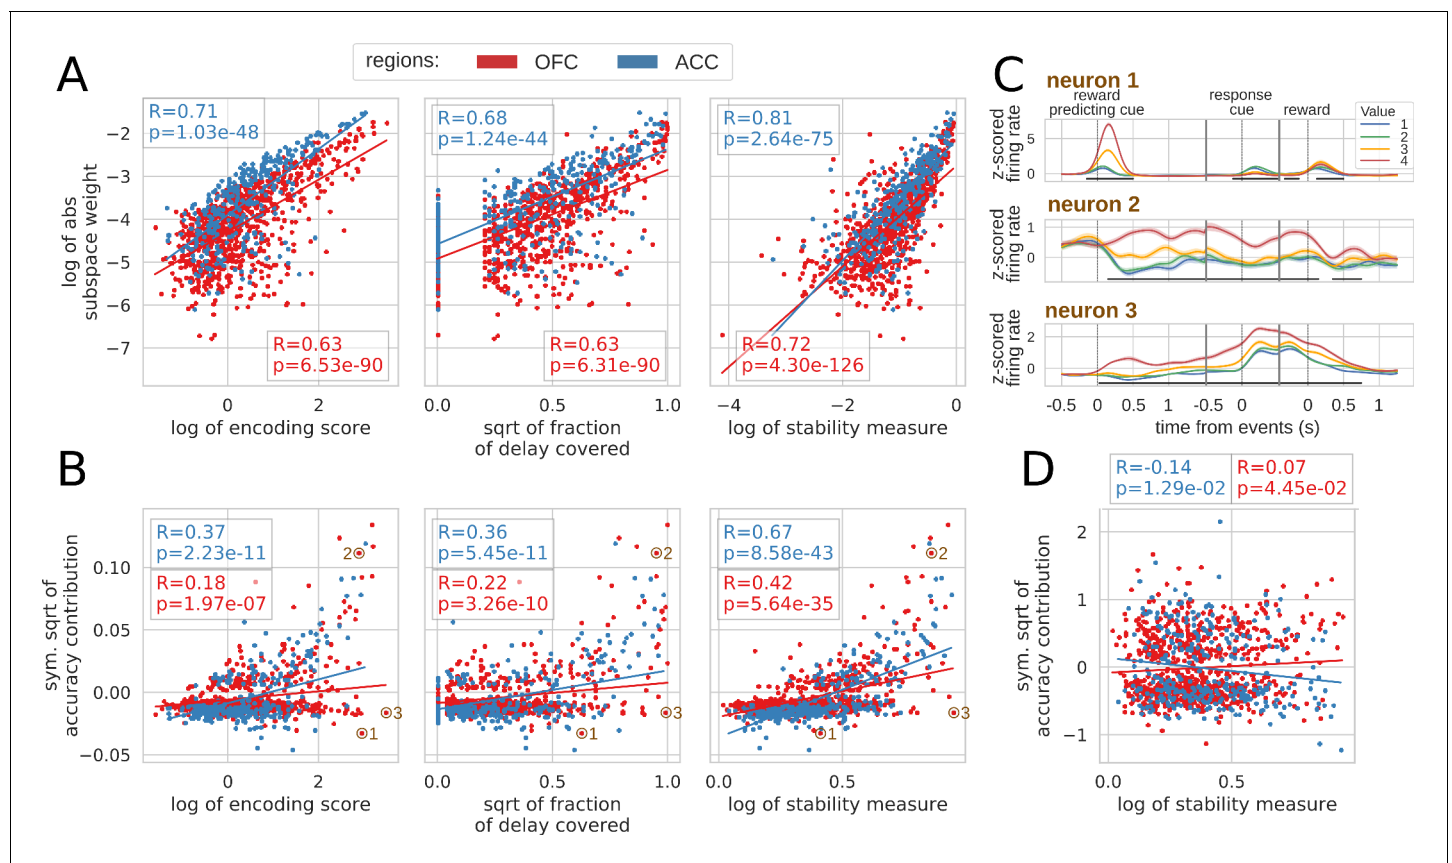 regions: OFC ACC
A
R=0.71
p=1.03e-48
R=0.63
p=6.53e-90
R=0.68
p=1.24e-44
R=0.63
p=6.31e-90
R=0.81
p=2.64e-75
R=0.72
p=4.30e-126
−2
−3
−4
−5
−6
−7
log of abs
subspace weight
0 2
log of encoding score
0.0 0.5 1.0
sqrt of fraction
of delay covered
−4 −2 0
log of stability measure
C
neuron 1
reward
predicting cue
response
cue
reward
Value
1
2
3
4
z-scored
firing rate
5
0
neuron 2
z-scored
firing rate
1
0
neuron 3
z-scored
firing rate
2
0
-0.5 0 0.5 1 -0.5 0 0 0.5 1
time from events (s)
B
R=0.37
p=2.23e-11
R=0.18
p=1.97e-07
2
3
1
R=0.36
p=5.45e-11
R=0.22
p=3.26e-10
2
3
1
R=0.67
p=8.58e-43
R=0.42
p=5.64e-35
2
3
1
0.10
0.05
0.00
−0.05
sym. sqrt of
accuracy contribution
0 2
log of encoding score
0.0 0.5 1.0
sqrt of fraction
of delay covered
0.0 0.5
log of stability measure
D
R=-0.14
p=1.29e-02
R=0.07
p=4.45e-02
2
1
0
−1
sym. sqrt of
accuracy contribution
0.0 0.5
log of stability measure